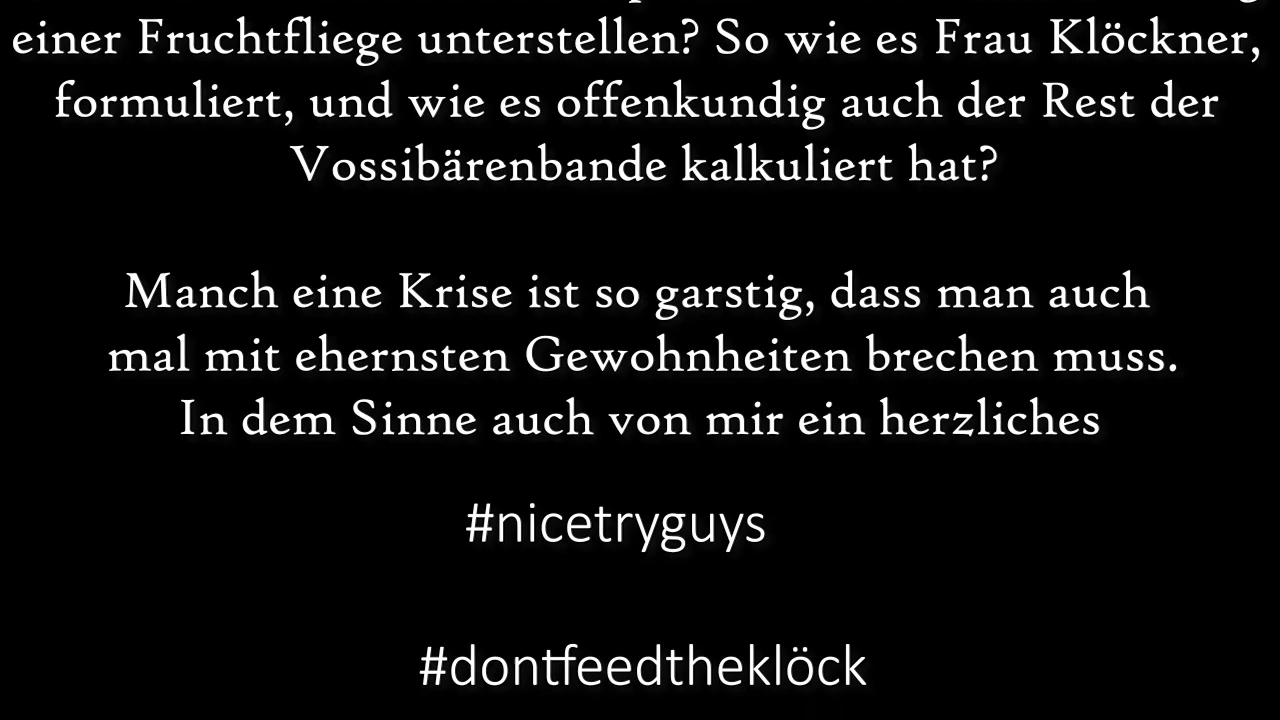 einer Fruchtfliege unterstellen? So wie es Frau Klöckner,
formuliert, und wie es offenkundig auch der Rest der
Vossibärenbande kalkuliert hat?
Manch eine Krise ist so garstig, dass man auch
mal mit ehernsten Gewohnheiten brechen muss.
In dem Sinne auch von mir ein herzliches
#nicetryguys
#dontfeedtheklöck